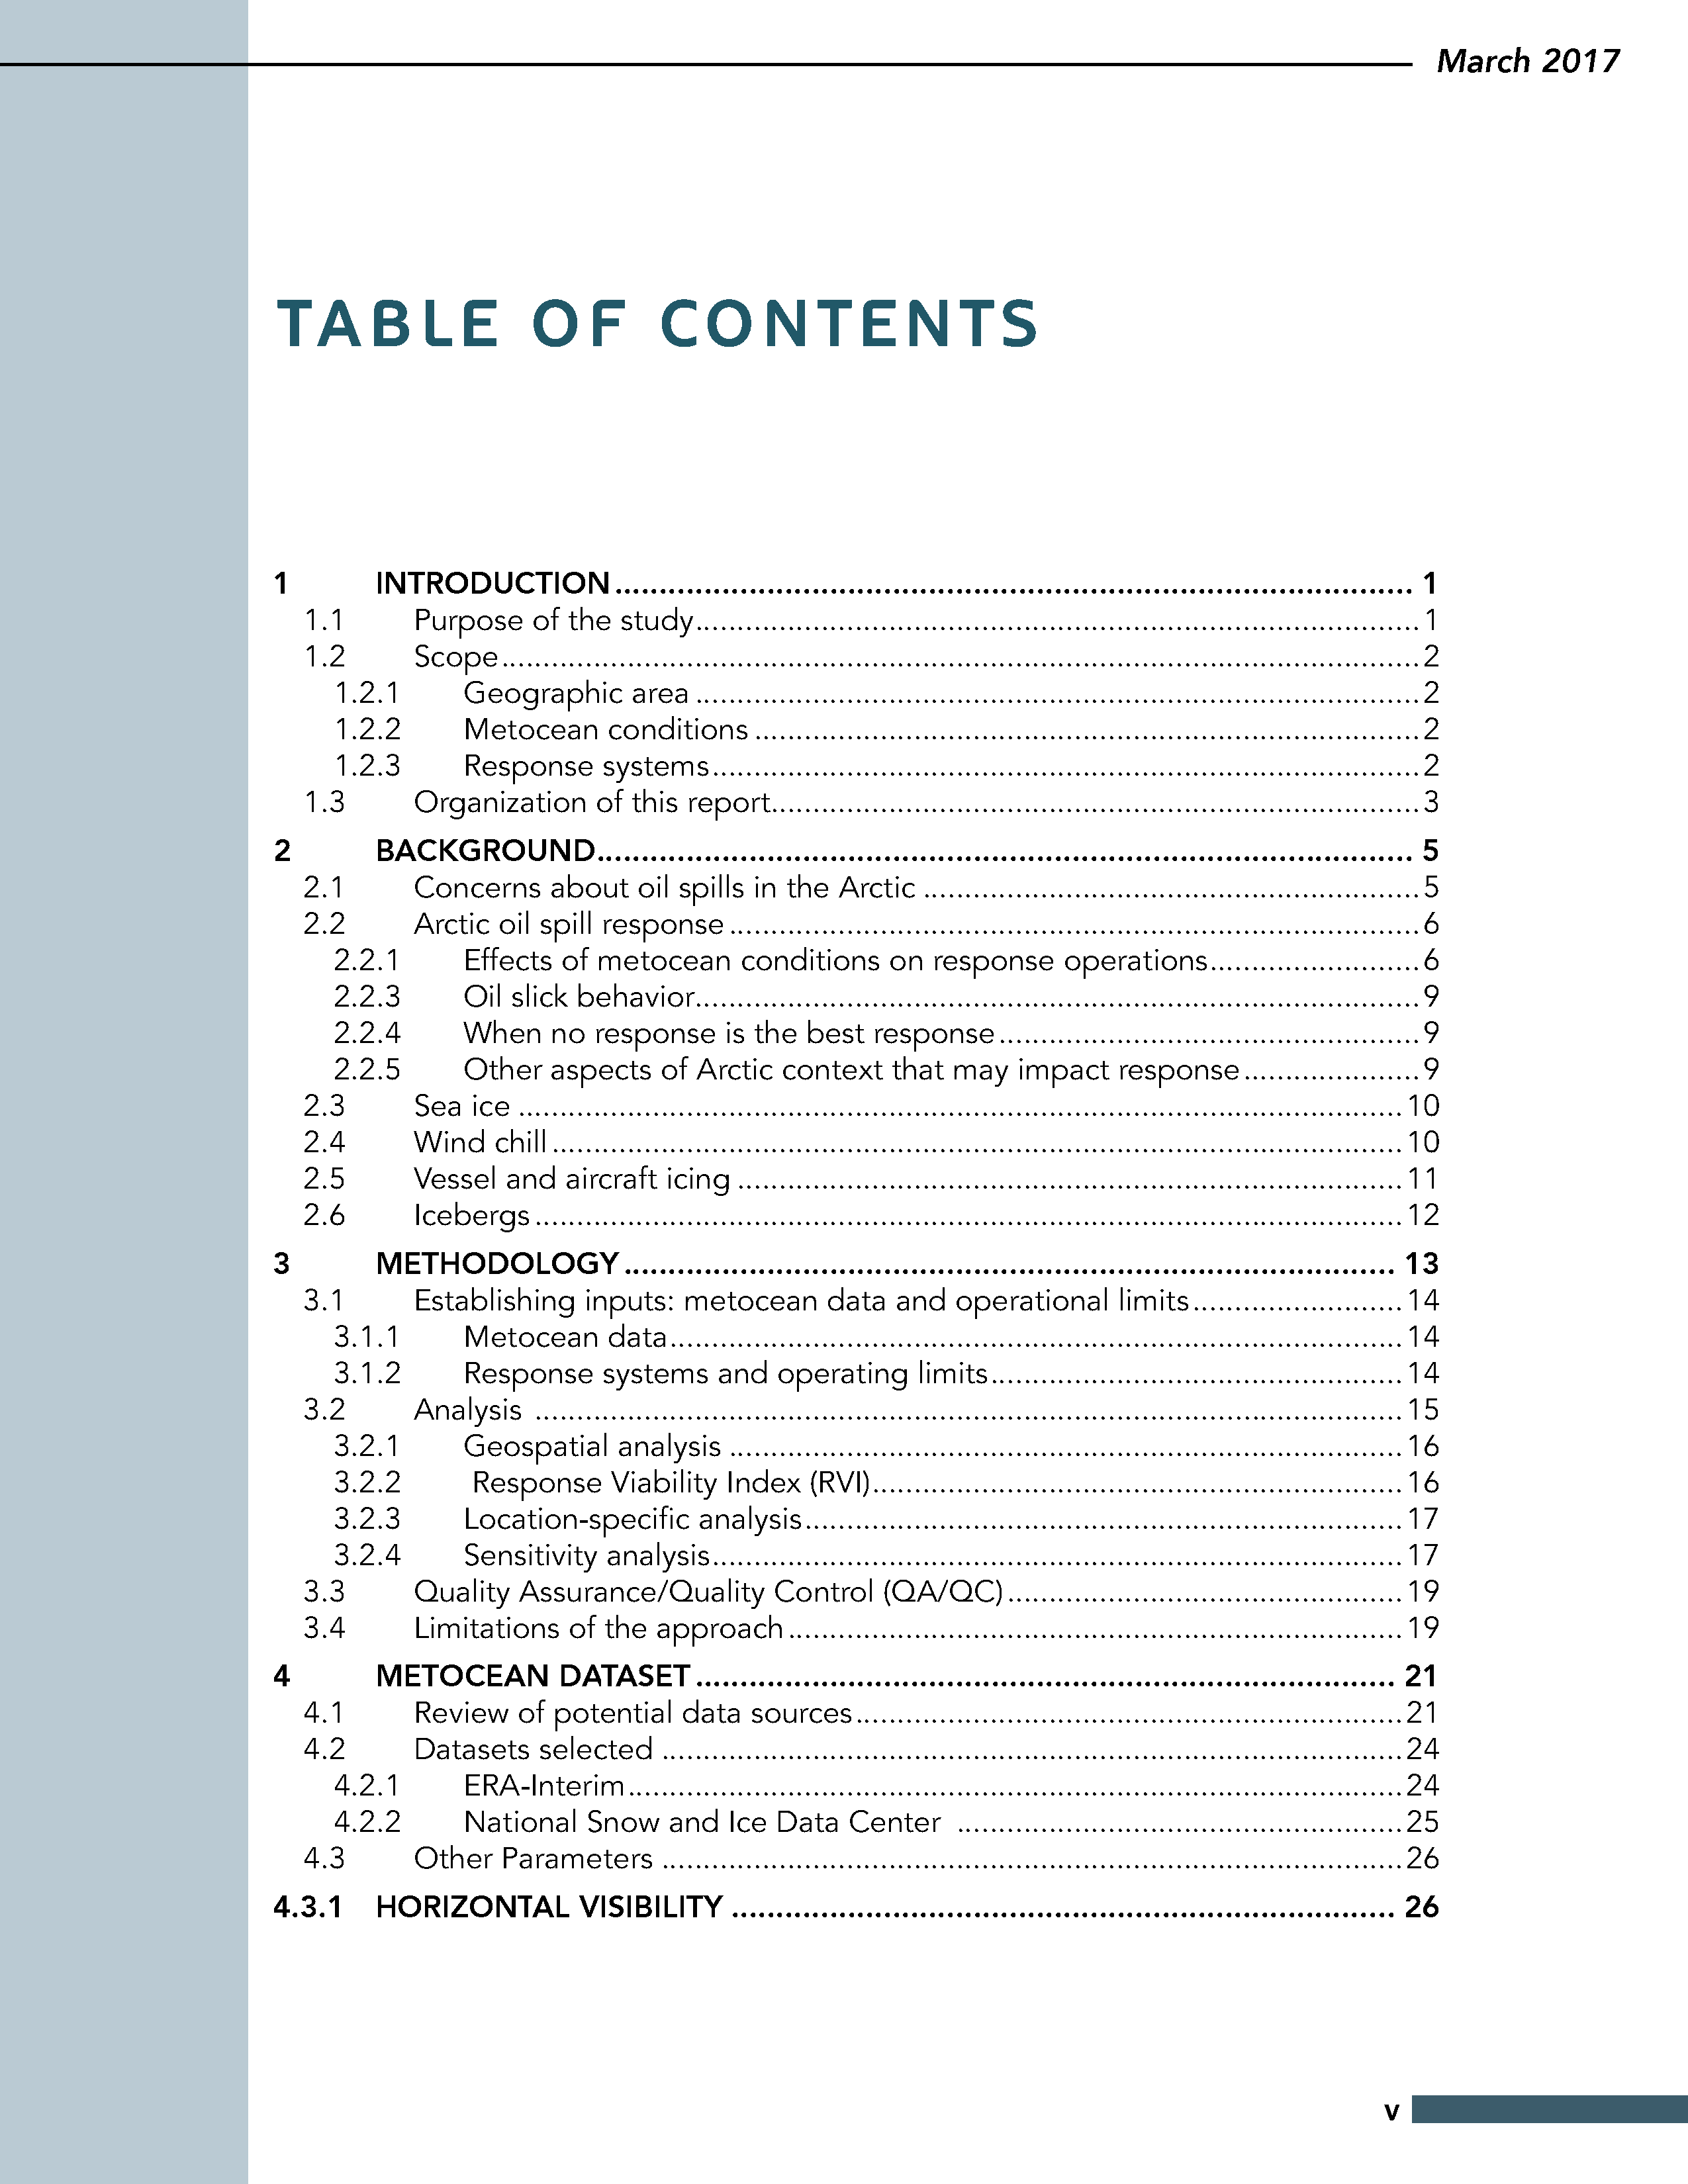 March 2017
TABLE OF CONTENTS
1 INTRODUCTION........................................................................................... 1
1.1 Purpose of the study.......................................................................................1
1.2 Scope..............................................................................................................2
1.2.1 Geographic area .......................................................................................2
1.2.2 Metocean conditions ................................................................................2
1.2.3 Response systems.....................................................................................2
1.3 Organization of this report..............................................................................3
2 BACKGROUND............................................................................................. 5
2.1 Concerns about oil spills in the Arctic ............................................................5
2.2 Arctic oil spill response ...................................................................................6
2.2.1 Effects of metocean conditions on response operations.........................6
2.2.3 Oil slick behavior.......................................................................................9
2.2.4 When no response is the best response..................................................9
2.2.5 Other aspects of Arctic context that may impact response.....................9
2.3 Sea ice ..........................................................................................................10
2.4 Wind chill ......................................................................................................10
2.5 Vessel and aircraft icing ................................................................................11
2.6 Icebergs ........................................................................................................12
3 METHODOLOGY........................................................................................ 13
3.1 Establishing inputs: metocean data and operational limits.........................14
3.1.1 Metocean data........................................................................................14
3.1.2 Response systems and operating limits.................................................14
3.2 Analysis ........................................................................................................15
3.2.1 Geospatial analysis .................................................................................16
3.2.2 Response Viability Index (RVI)................................................................16
3.2.3 Location-specific analysis.......................................................................17
3.2.4 Sensitivity analysis...................................................................................17
3.3 Quality Assurance/Quality Control (QA/QC)...............................................19
3.4 Limitations of the approach..........................................................................19
4 METOCEAN DATASET ............................................................................... 21
4.1 Review of potential data sources.................................................................21
4.2 Datasets selected .........................................................................................24
4.2.1 ERA-Interim.............................................................................................24
4.2.2 National Snow and Ice Data Center .....................................................25
4.3 Other Parameters .........................................................................................26
4.3.1 HORIZONTAL VISIBILITY ........................................................................... 26
v